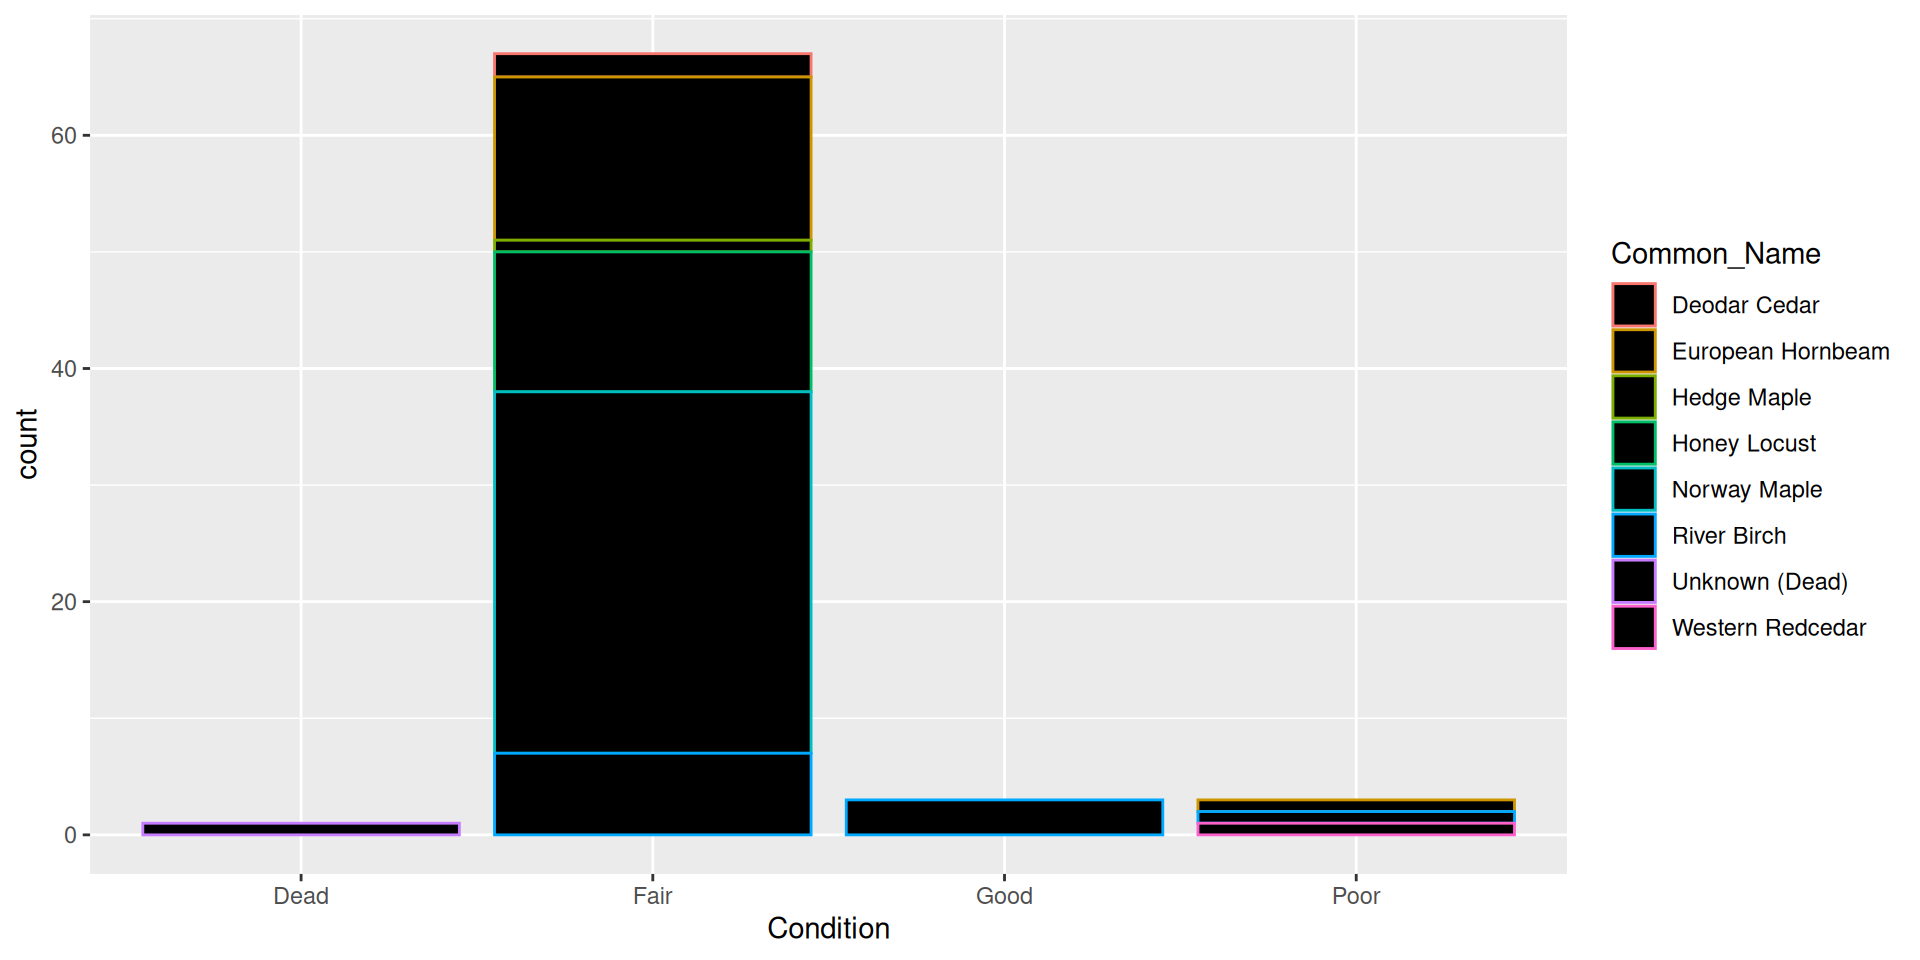 60
40
20
0
count
Dead
Fair
Good
Poor
Condition
Common_Name
Deodar Cedar
European Hornbeam
Hedge Maple
Honey Locust
Norway Maple
River Birch
Unknown (Dead)
Western Redcedar